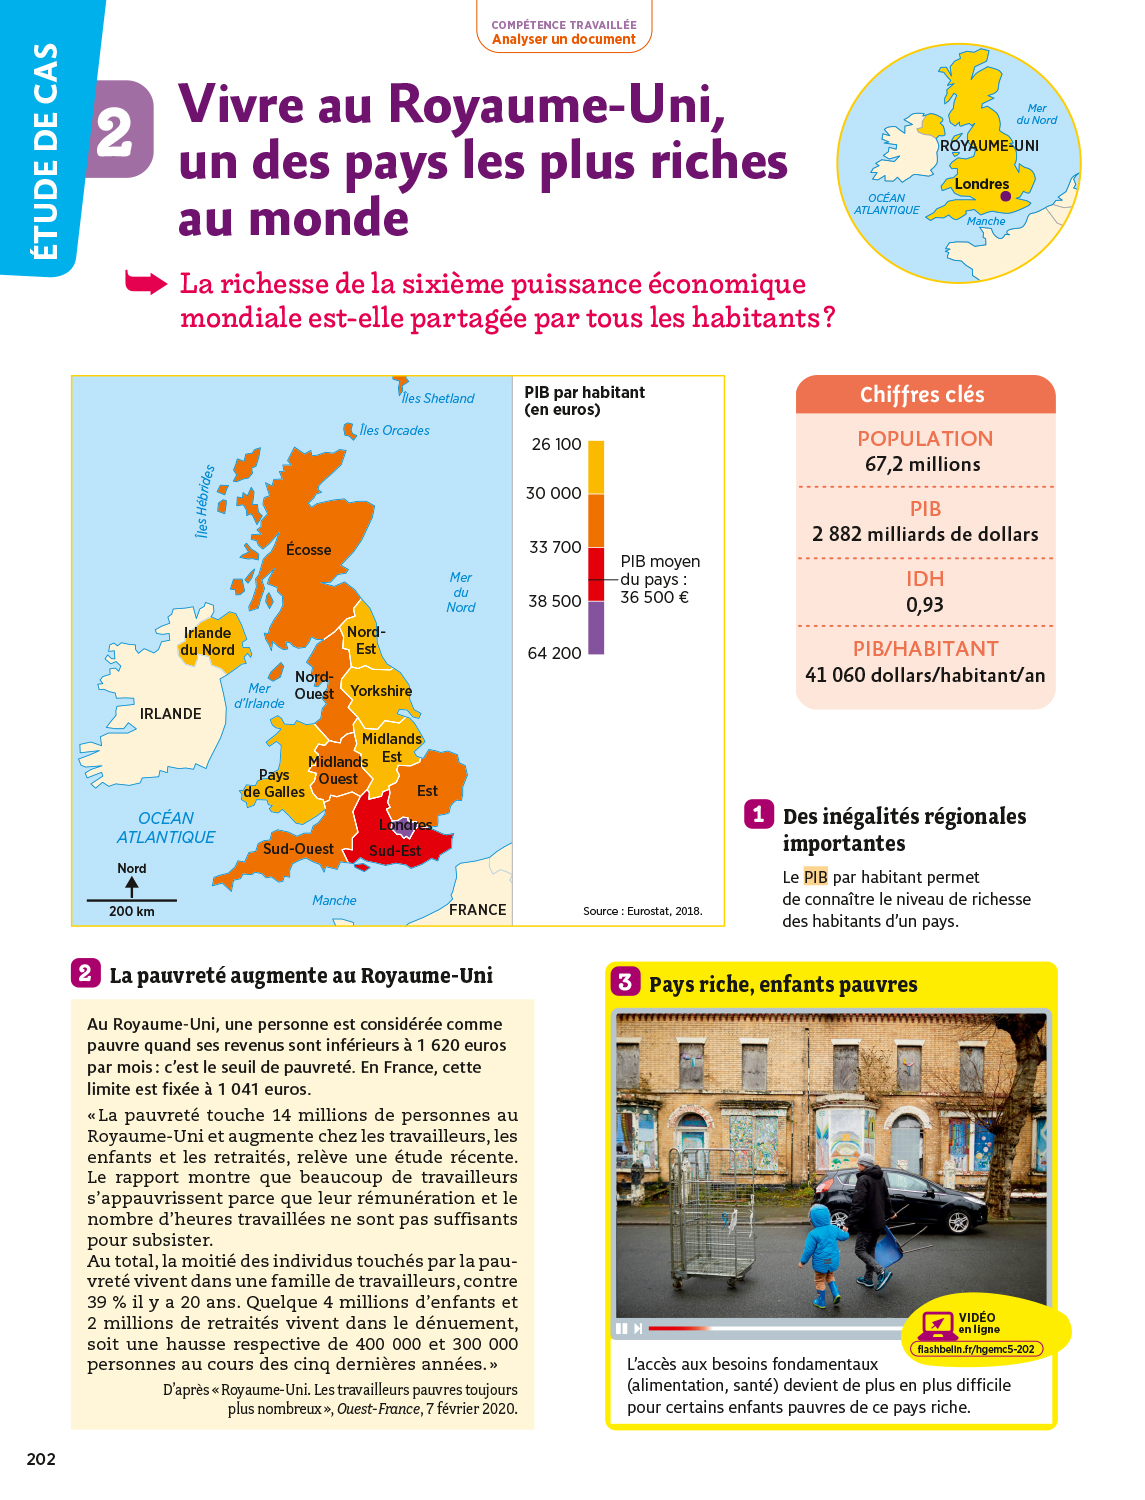 COMPÉTENCE TRAVAILLÉE
Analyser un document
ÉTUDE DE CAS
2
Vivre au Royaume-Uni,
un des pays les plus riches
au monde
La richesse de la sixième puissance économique
mondiale est-elle partagée par tous les habitants ?
Mer
du Nord
ROYAUME-UNI
Londres
OCÉAN
ATLANTIQUE
Manche
Îles Shetland
Îles Orcades
Îles Hébrides
Écosse
Mer
du
Nord
Irlande
du Nord
Nord-
Est
Nord-
Ouest
Mer
d'Irlande
Yorkshire
IRLANDE
Midlands
Est
Midlands
Ouest
Pays
de Galles
Est
Londres
OCÉAN
ATLANTIQUE
Sud-Ouest
Sud-Est
Nord
200 km
Manche
FRANCE
PIB par habitant
(en euros)
26 100
30 000
33 700
38 500
64 200
PIB moyen
du pays :
36 500 €
Source : Eurostat, 2018.
Chiffres clés
POPULATION
67,2 millions
PIB
2 882 milliards de dollars
IDH
0,93
PIB/HABITANT
41 060 dollars/habitant/an
1 Des inégalités régionales
importantes
Le PIB par habitant permet
de connaître le niveau de richesse
des habitants d'un pays.
2 La pauvreté augmente au Royaume-Uni
Au Royaume-Uni, une personne est considérée comme
pauvre quand ses revenus sont inférieurs à 1 620 euros
par mois : c'est le seuil de pauvreté. En France, cette
limite est fixée à 1 041 euros.
« La pauvreté touche 14 millions de personnes au
Royaume-Uni et augmente chez les travailleurs, les
enfants et les retraités, relève une étude récente.
Le rapport montre que beaucoup de travailleurs
s'appauvrissent parce que leur rémunération et le
nombre d'heures travaillées ne sont pas suffisants
pour subsister.
Au total, la moitié des individus touchés par la pau-
vreté vivent dans une famille de travailleurs, contre
39 % il y a 20 ans. Quelque 4 millions d'enfants et
2 millions de retraités vivent dans le dénuement,
soit une hausse respective de 400 000 et 300 000
personnes au cours des cinq dernières années. »
D'après « Royaume-Uni. Les travailleurs pauvres toujours
plus nombreux », Ouest-France, 7 février 2020.
3 Pays riche, enfants pauvres
VIDÉO
en ligne
flashbelin.fr/hgemc5-202
L'accès aux besoins fondamentaux
(alimentation, santé) devient de plus en plus difficile
pour certains enfants pauvres de ce pays riche.
202